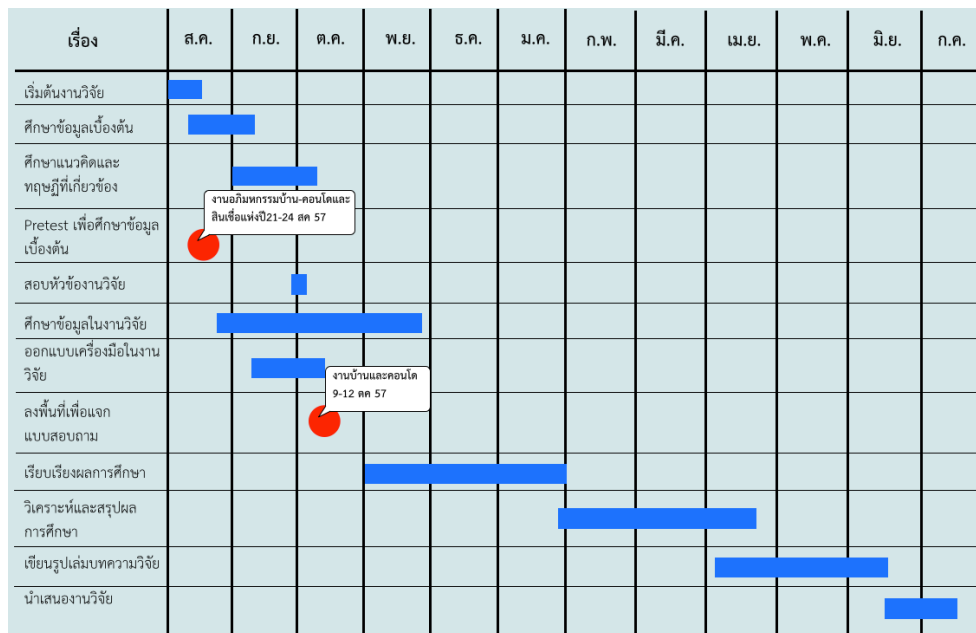 เรื่อง ส.ค. ก.ย. ต.ค. พ.ย. ธ.ค. ม.ค. ก.พ. มี.ค. เม.ย. พ.ค. มิ.ย. ก.ค.
เริ่มต้นงานวิจัย
ศึกษาข้อมูลเบื้องต้น
ศึกษาแนวคิดและ
ทฤษฏีที่เกี่ยวข้อง
งานอภิมหกรรมบ้าน-คอนโดและ
สินเชื่อแห่งปี21-24 สค 57
Pretest เพื่อศึกษาข้อมูล
เบื้องต้น
สอบหัวข้องานวิจัย
ศึกษาข้อมูลในงานวิจัย
ออกแบบเครื่องมือในงาน
วิจัย
งานบ้านและคอนโด
9-12 ตค 57
ลงพื้นที่เพื่อแจก
แบบสอบถาม
เรียบเรียงผลการศึกษา
วิเคราะห์และสรุปผล
การศึกษา
เขียนรูปเล่มบทความวิจัย
นำเสนองานวิจัย